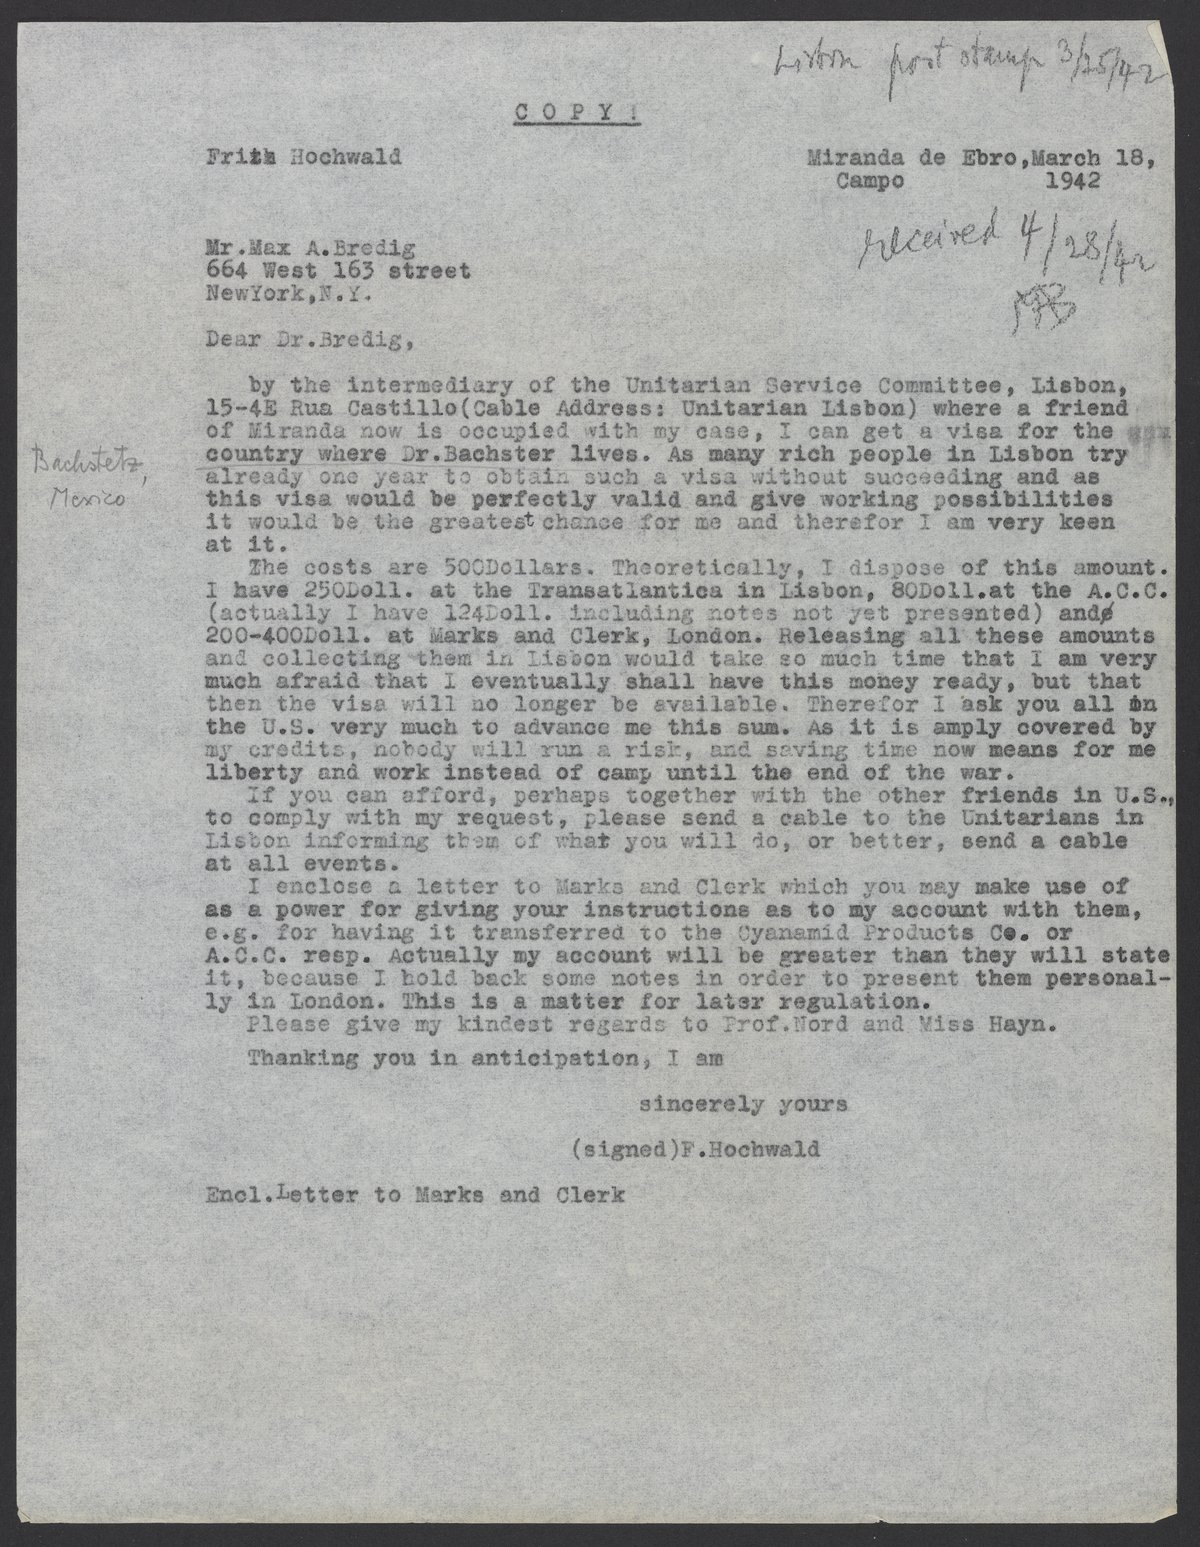 Lisbon post stamp 3/25/42
COPY!
Frith Hochwald Miranda de Ebro,March 18,
Campo 1942
received 4/28/42
MAB
Mr.Max A.Bredig
664 West 163 street
NewYork,N.Y.
Dear Dr.Bredig,
by the intermediary of the Unitarian Service Committee, Lisbon,
15-4E Rua Castillo(Cable Address: Unitarian Lisbon) where a friend
of Miranda now is occupied with my case, I can get a visa for the
Bachstetz, country where Dr.Bachster lives. As many rich people in Lisbon try
already one year to obtain such a visa without succeeding and as
Mexico this visa would be perfectly valid and give working possibilities
it would be the greatest chance for me and therefor I am very keen
at it.
The costs are 500Dollars. Theoretically, I dispose of this amount.
I have 250Doll. at the Transatlantica in Lisbon, 80Doll.at the A.C.C.
(actually I have 124Doll. including notes not yet presented) and
200-400Doll. at Marks and Clerk, London. Releasing all these amounts
and collecting them in Lisbon would take so much time that I am very
much afraid that I eventually shall have this money ready, but that
then the visa will no longer be available. Therefor I ask you all in
the U.S. very much to advance me this sum. As it is amply covered by
my credits, nobody will run a risk, and saving time now means for me
liberty and work instead of camp until the end of the war.
If you can afford, perhaps together with the other friends in U.S.,
to comply with my request, please send a cable to the Unitarians in
Lisbon informing them of what you will do, or better, send a cable
at all events.
I enclose a letter to Marks and Clerk which you may make use of
as a power for giving your instructions as to my account with them,
e.g. for having it transferred to the Cyanamid Products Co. or
A.C.C. resp. Actually my account will be greater than they will state
it, because I hold back some notes in order to present them personal-
ly in London. This is a matter for later regulation.
Please give my kindest regards to Prof.Nord and Miss Hayn.
Thanking you in anticipation, I am
sincerely yours
(signed)F.Hochwald
Encl.Letter to Marks and Clerk